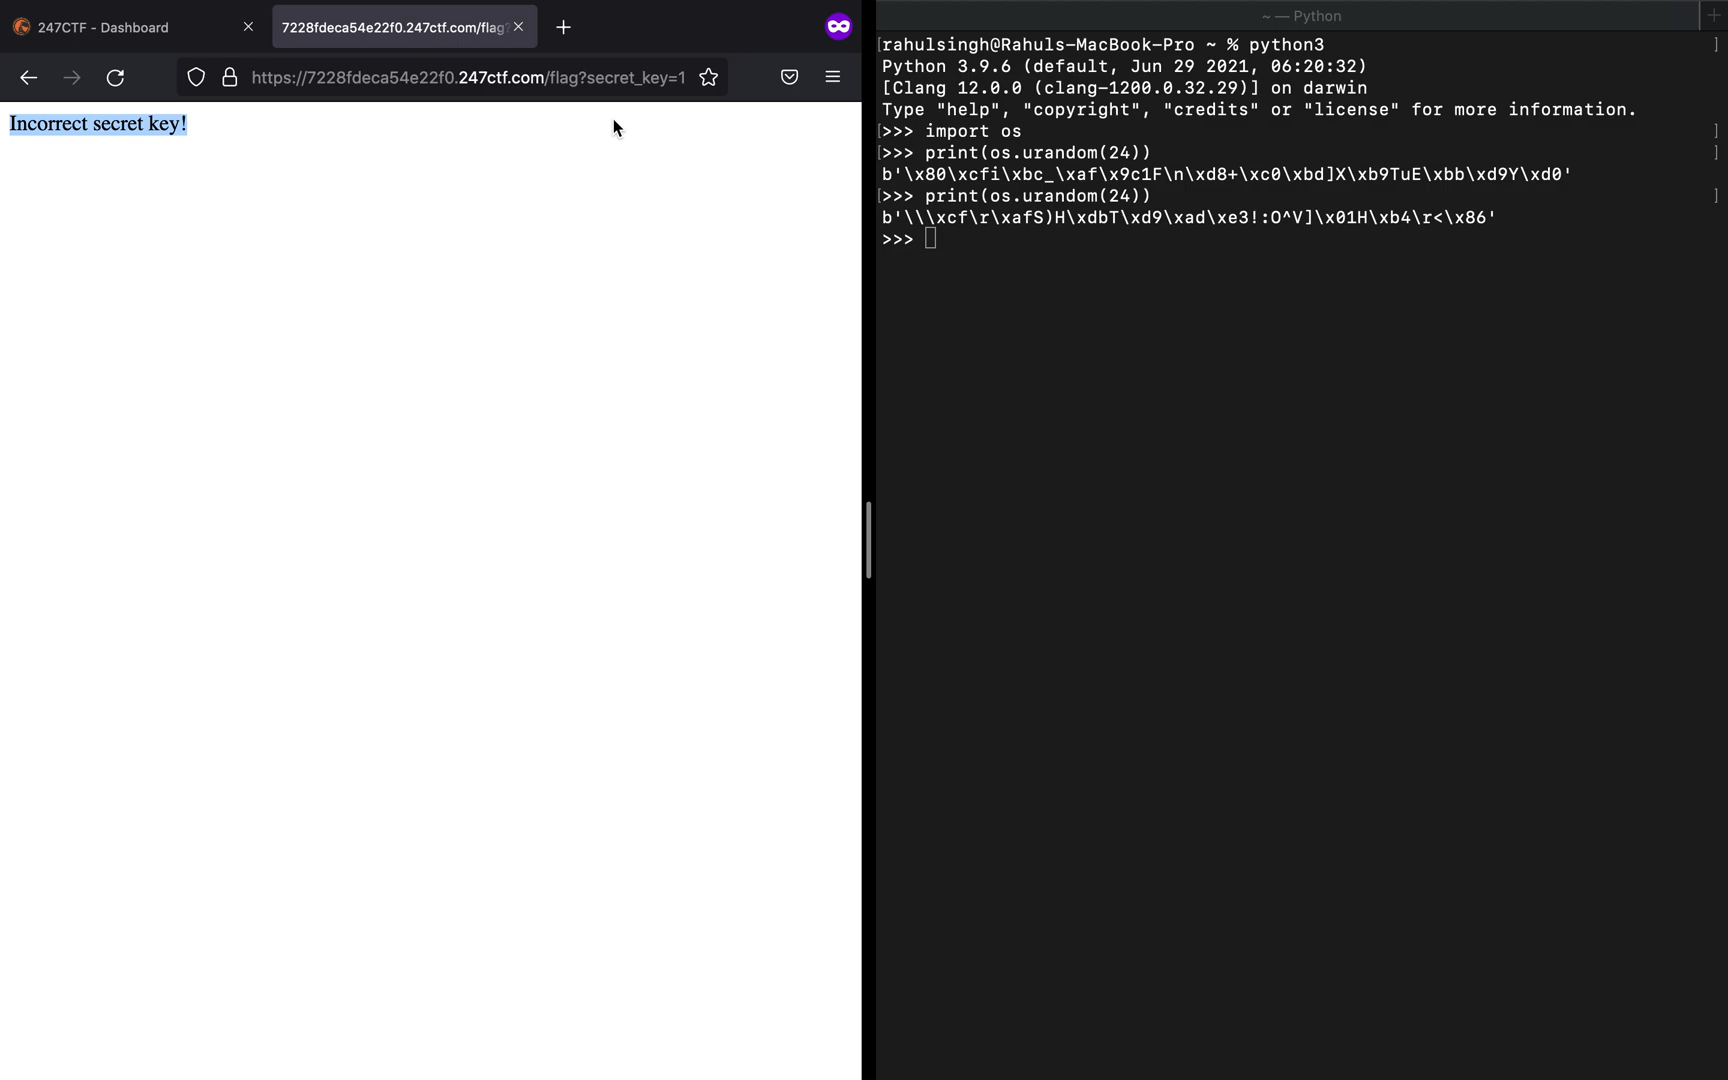 247CTF - Dashboard
7228fdeca54e22f0.247ctf.com/flag?
https://7228fdeca54e22f0.247ctf.com/flag?secret_key=1
Incorrect secret key!
~ — Python
[rahulsingh@Rahuls-MacBook-Pro ~ % python3 ]
Python 3.9.6 (default, Jun 29 2021, 06:20:32)
[Clang 12.0.0 (clang-1200.0.32.29)] on darwin
Type "help", "copyright", "credits" or "license" for more information.
[>>> import os ]
[>>> print(os.urandom(24)) ]
b'\x80\xcfi\xbc_\xaf\x9c1F\n\xd8+\xc0\xbd]X\xb9TuE\xbb\xd9Y\xd0'
[>>> print(os.urandom(24)) ]
b'\\\xcf\r\xafS)H\xdbT\xd9\xad\xe3!:O^V]\x01H\xb4\r<\x86'
>>>